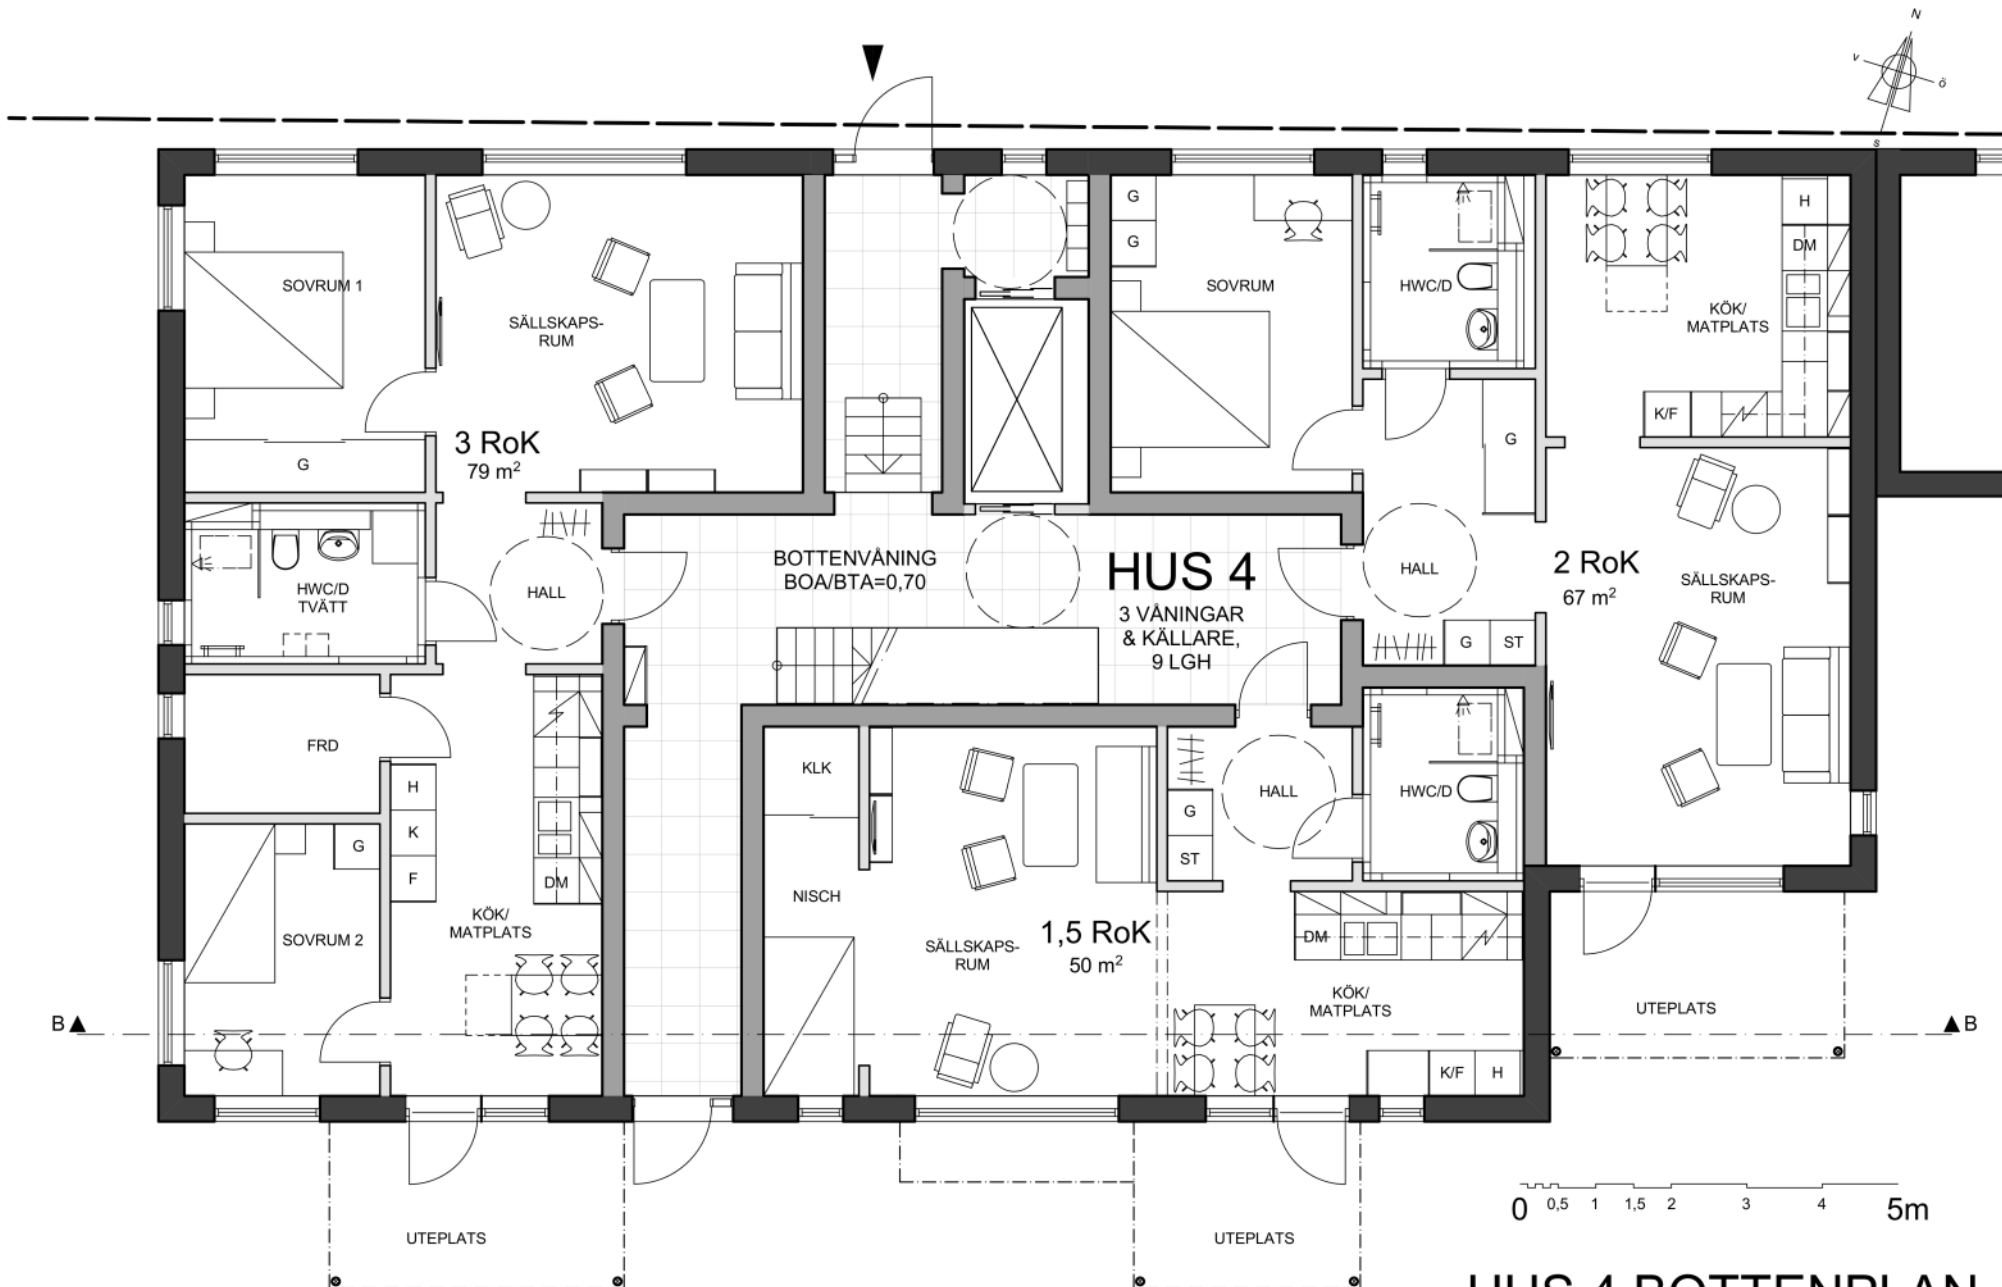 N
V
Ö
S
SOVRUM 1
SÄLLSKAPS-
RUM
3 RoK
79 m²
G
HWC/D
TVÄTT
HALL
FRD
H
K
F
DM
G
SOVRUM 2
KÖK/
MATPLATS
BOTTENVÅNING
BOA/BTA=0,70
HUS 4
3 VÅNINGAR
& KÄLLARE,
9 LGH
G
G
SOVRUM
HWC/D
H
DM
KÖK/
MATPLATS
K/F
G
HALL
2 RoK
67 m²
SÄLLSKAPS-
RUM
G
ST
KLK
NISCH
SÄLLSKAPS-
RUM
1,5 RoK
50 m²
HALL
G
ST
HWC/D
DM
KÖK/
MATPLATS
K/F
H
UTEPLATS
B
B
UTEPLATS
UTEPLATS
0 0,5 1 1,5 2 3 4 5m
HUS 4 BOTTENPLAN